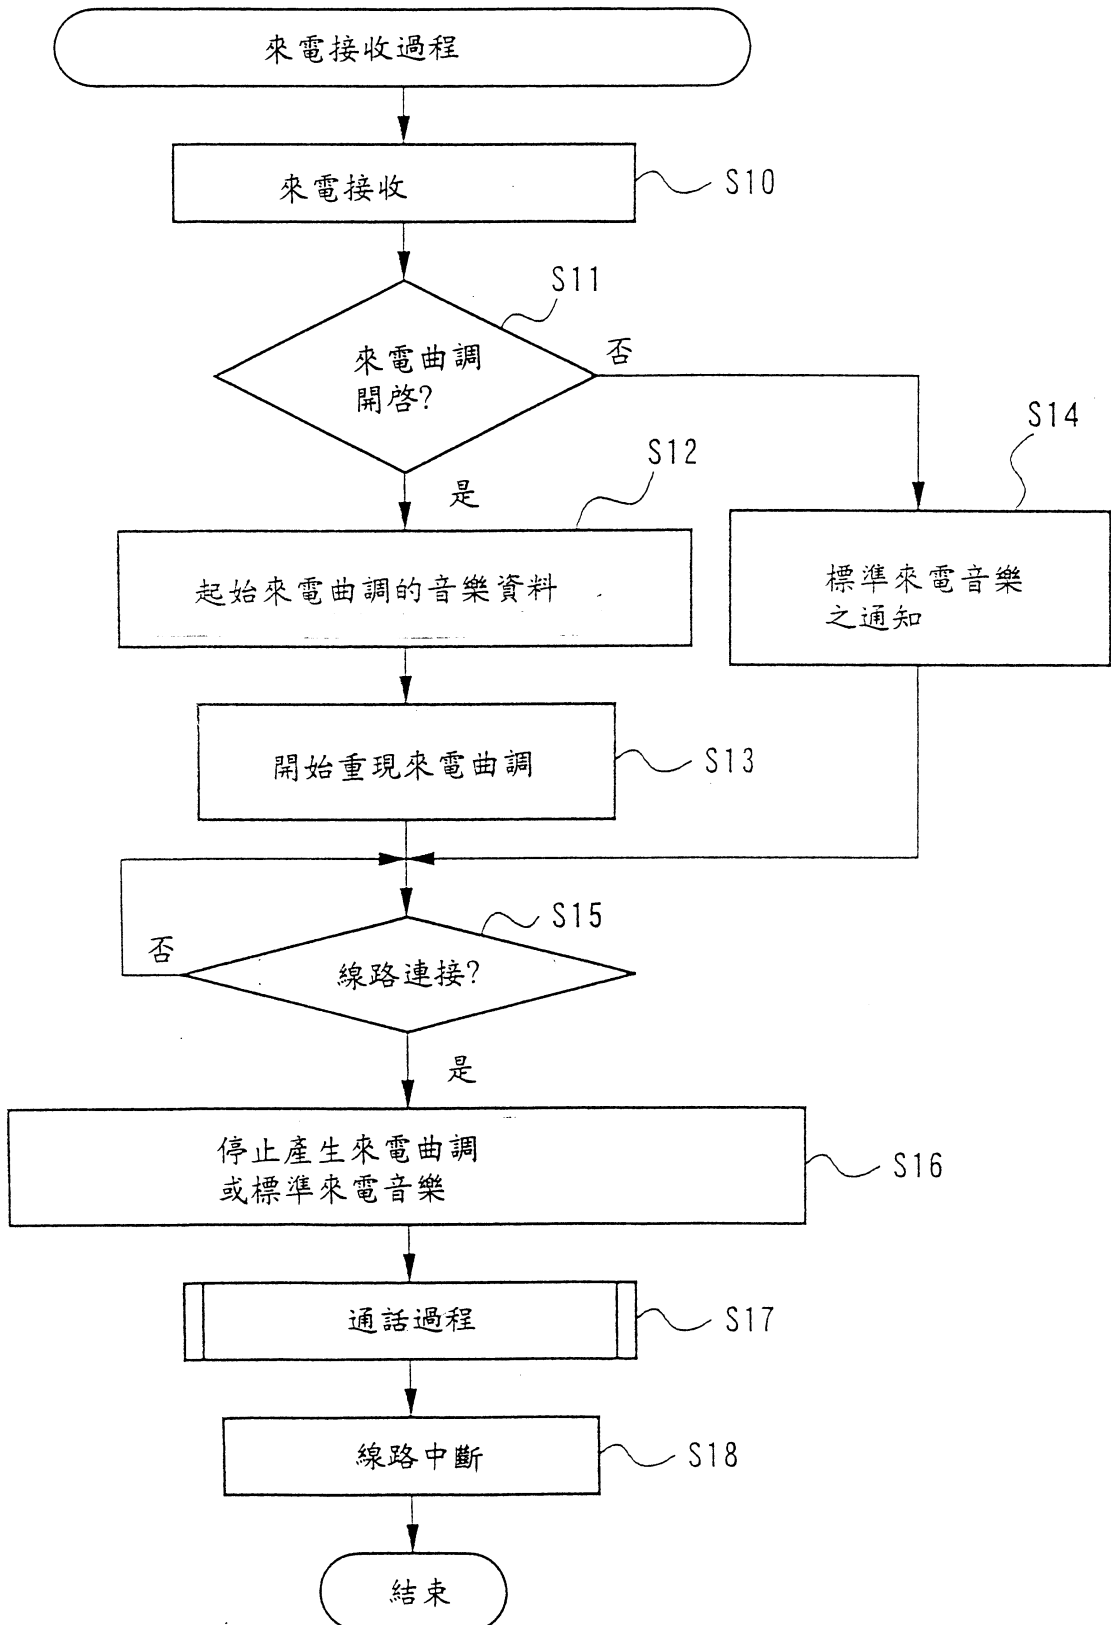 來電接收過程
來電接收
S10
S11
來電曲調
開啓?
否
是
S12
S14
起始來電曲調的音樂資料
標準來電音樂
之通知
開始重現來電曲調
S13
S15
否
線路連接?
是
停止產生來電曲調
或標準來電音樂
S16
通話過程
S17
線路中斷
S18
結束